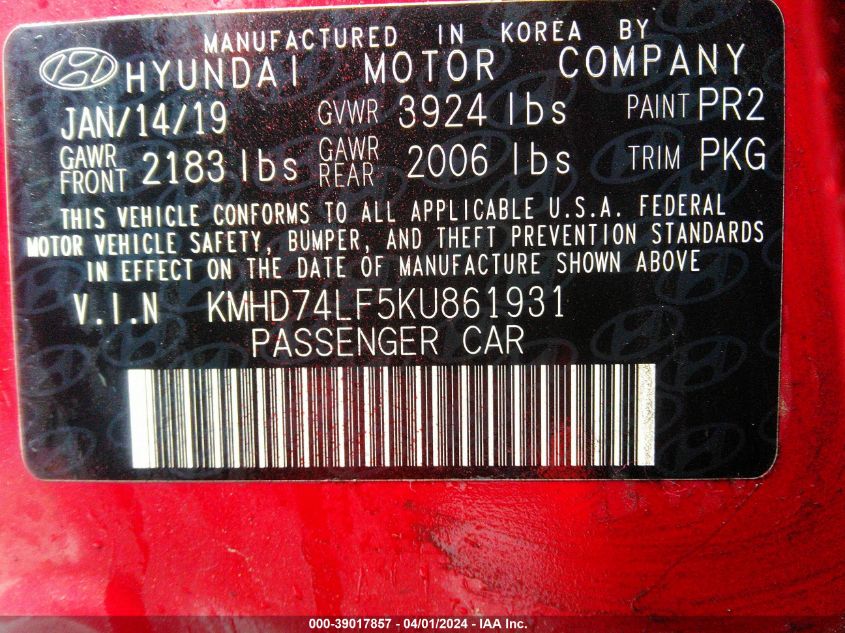 MANUFACTURED IN KOREA BY
HYUNDAI MOTOR COMPANY
JAN/14/19 GVWR 3924 lbs PAINT PR2
GAWR FRONT 2183 lbs GAWR REAR 2006 lbs TRIM PKG
THIS VEHICLE CONFORMS TO ALL APPLICABLE U.S.A. FEDERAL
MOTOR VEHICLE SAFETY, BUMPER, AND THEFT PREVENTION STANDARDS
IN EFFECT ON THE DATE OF MANUFACTURE SHOWN ABOVE
V.I.N KMHD74LF5KU861931
PASSENGER CAR
000-39017857 - 04/01/2024 - IAA Inc.